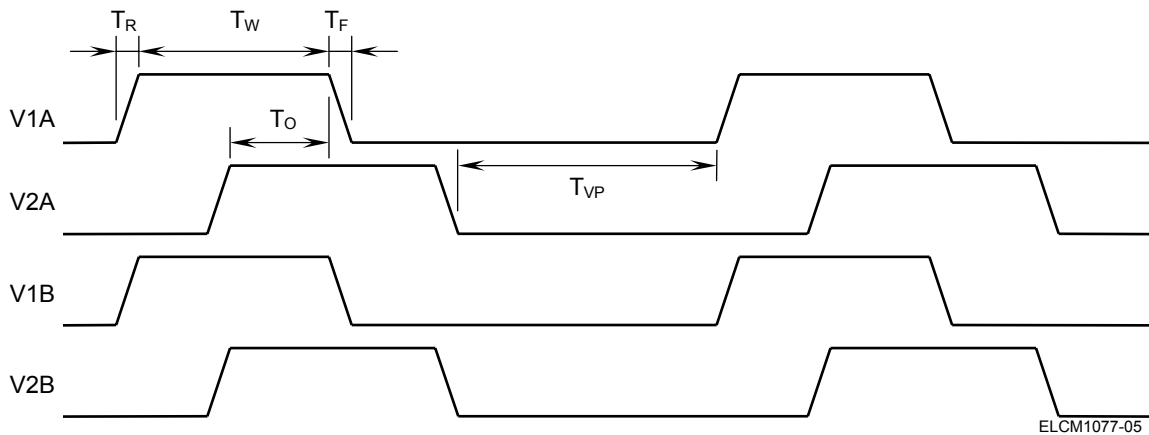 TR TW TF
V1A
TO
V2A
TVP
V1B
V2B
ELCM1077-05